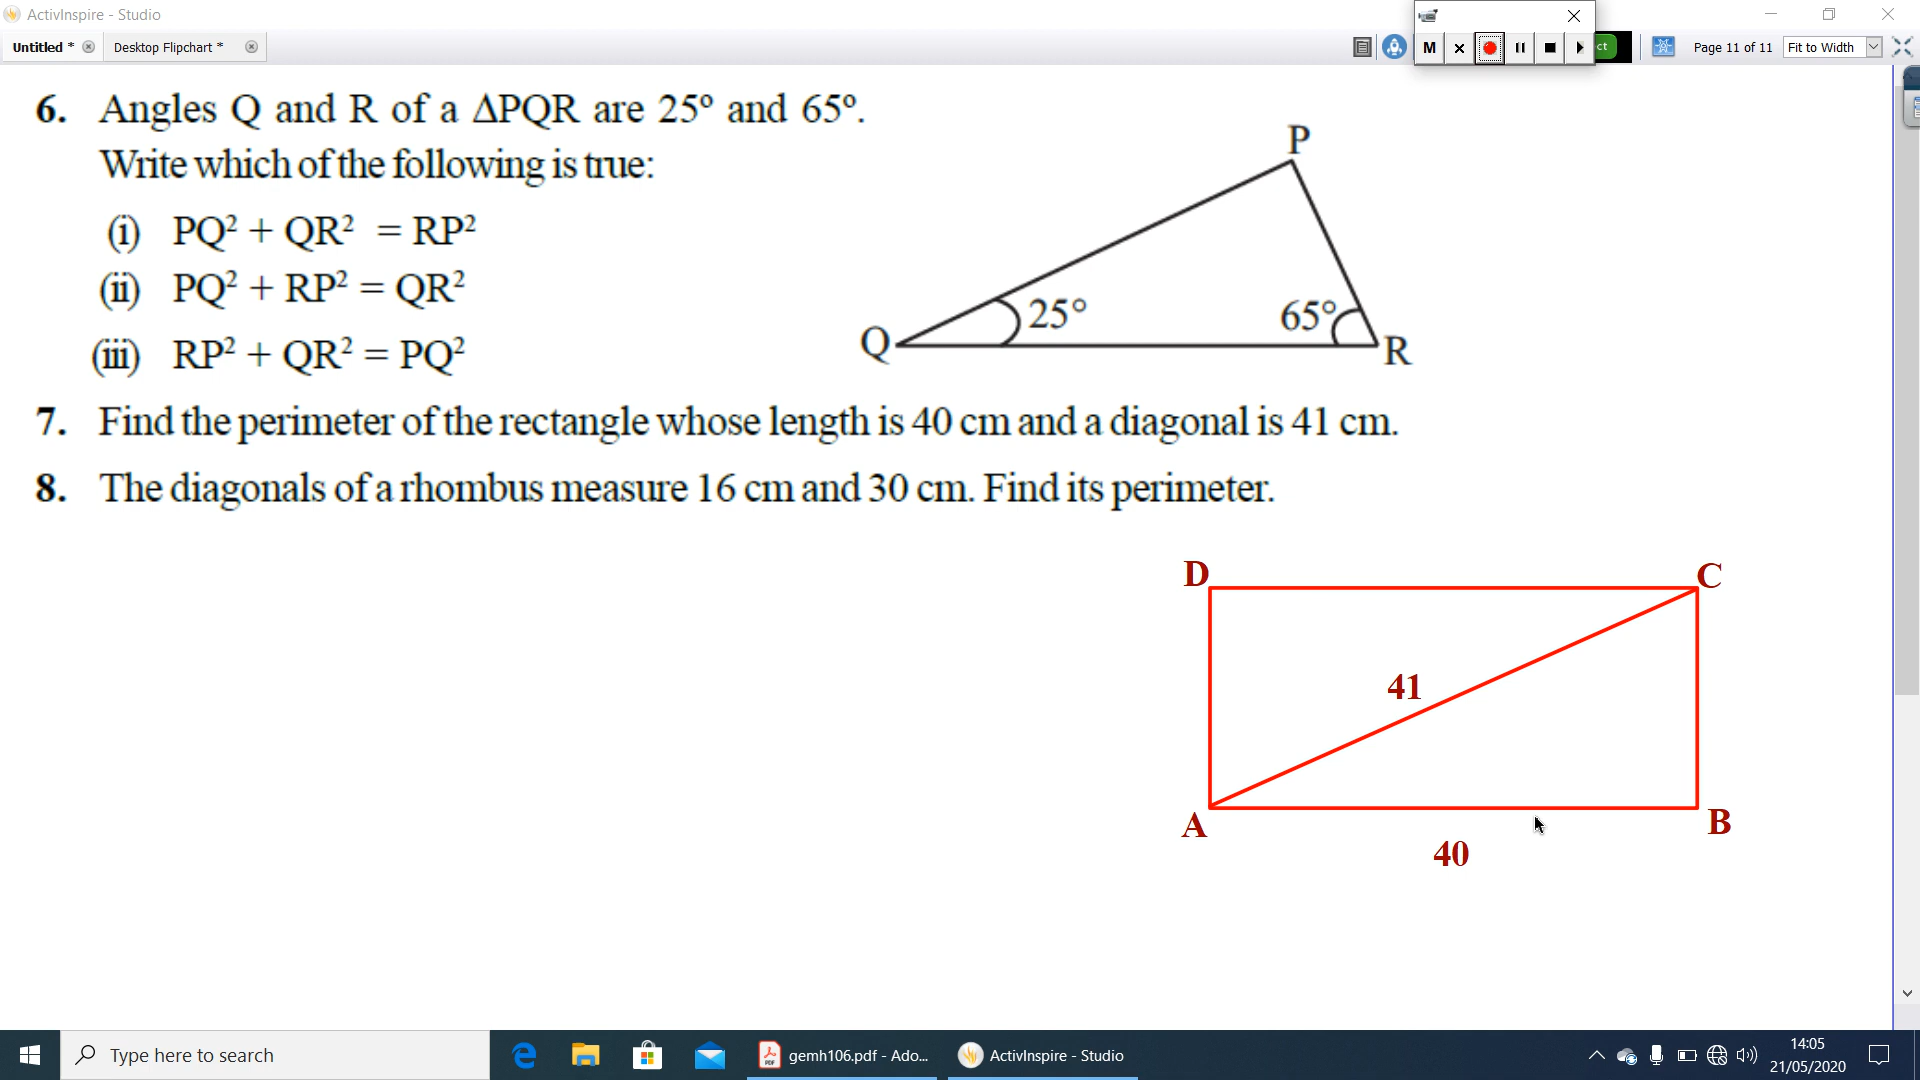 ActivInspire - Studio
Untitled *
Desktop Flipchart *
M
ct
Page 11 of 11
Fit to Width
6. Angles Q and R of a ΔPQR are 25º and 65º.
Write which of the following is true:
(i) PQ² + QR² = RP²
(ii) PQ² + RP² = QR²
(iii) RP² + QR² = PQ²
P
25°
65°
Q
R
7. Find the perimeter of the rectangle whose length is 40 cm and a diagonal is 41 cm.
8. The diagonals of a rhombus measure 16 cm and 30 cm. Find its perimeter.
D
C
41
A
B
40
Type here to search
gemh106.pdf - Ado...
ActivInspire - Studio
14:05
21/05/2020